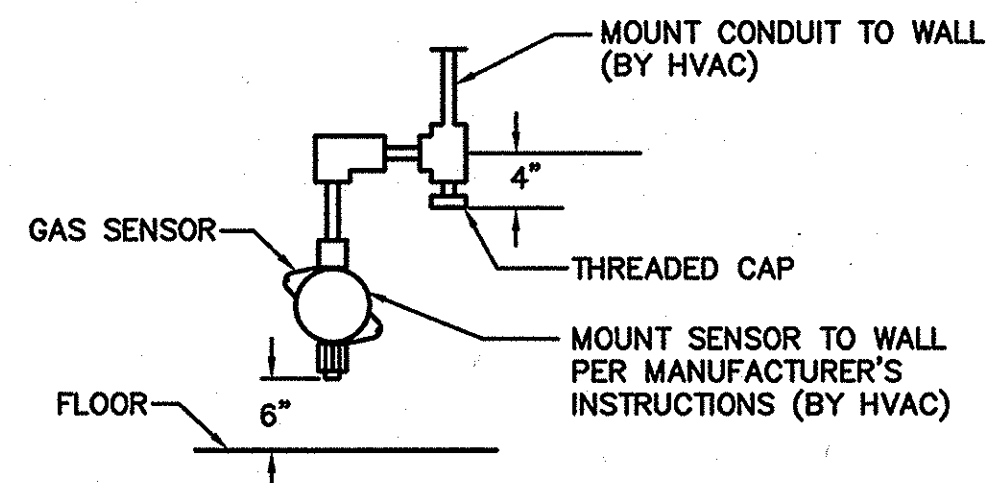 MOUNT CONDUIT TO WALL
(BY HVAC)
4"
GAS SENSOR
THREADED CAP
MOUNT SENSOR TO WALL
PER MANUFACTURER'S
INSTRUCTIONS (BY HVAC)
FLOOR
6"